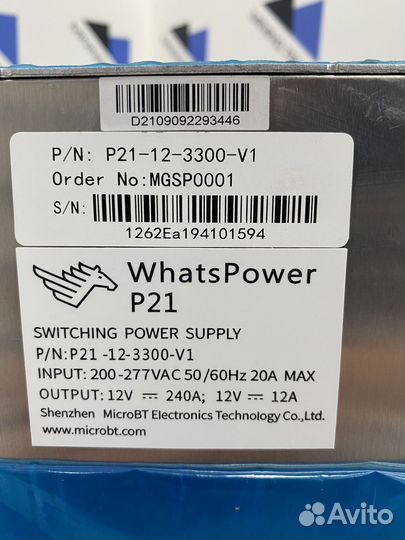 D2109092293446
P/N: P21-12-3300-V1
Order No:MGSP0001
S/N:
1262Ea194101594
WhatsPower
P21
SWITCHING POWER SUPPLY
P/N:P21 -12-3300-V1
INPUT: 200-277VAC 50/60Hz 20A MAX
OUTPUT: 12V ⎓ 240A; 12V ⎓ 12A
Shenzhen MicroBT Electronics Technology Co.,Ltd.
www.microbt.com
Avito